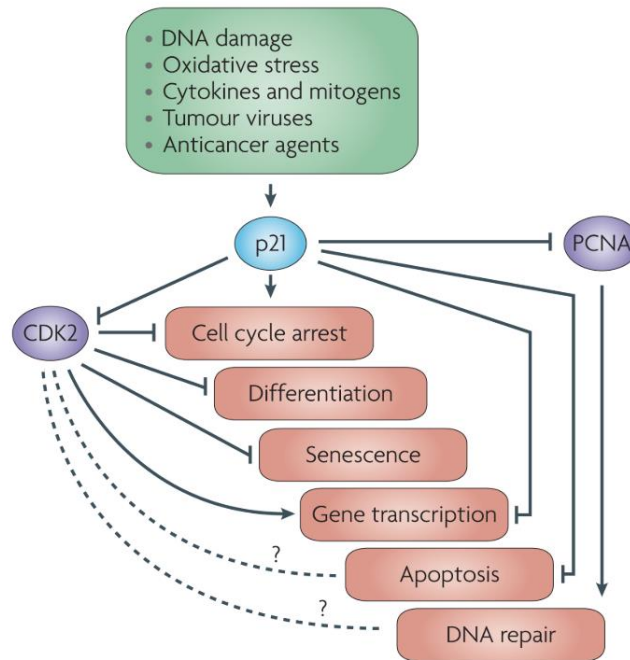 • DNA damage
• Oxidative stress
• Cytokines and mitogens
• Tumour viruses
• Anticancer agents
p21
PCNA
CDK2
Cell cycle arrest
Differentiation
Senescence
Gene transcription
?
Apoptosis
?
DNA repair